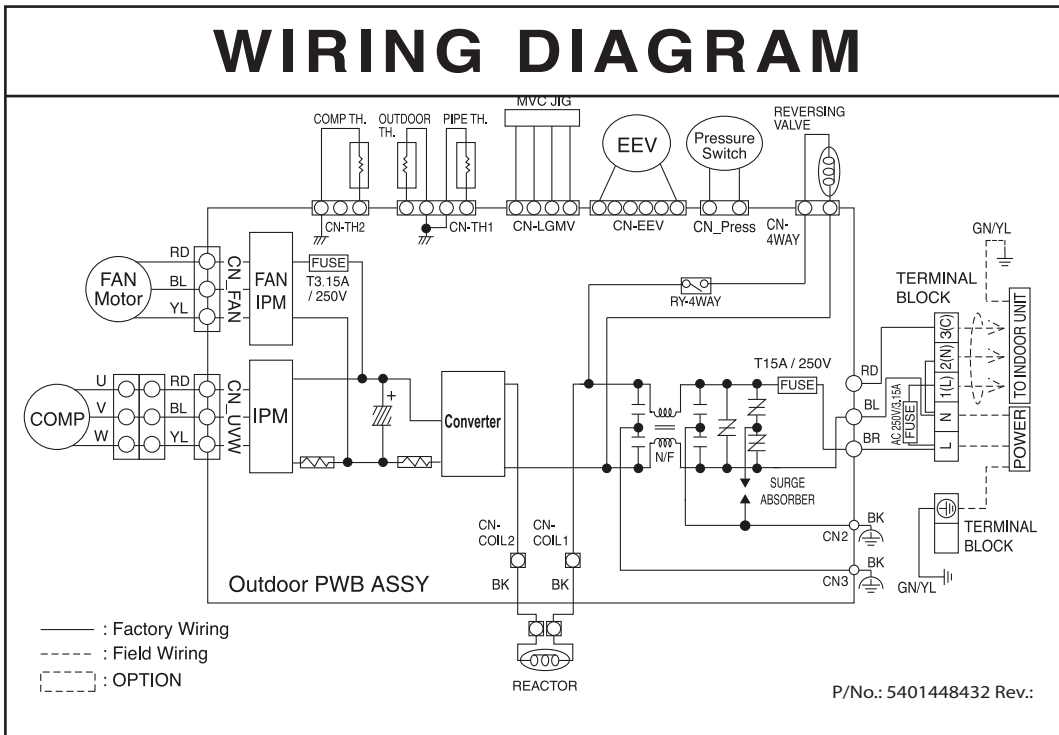 WIRING DIAGRAM
MVC JIG
REVERSING
VALVE
COMP TH.
OUTDOOR
TH.
PIPE TH.
EEV
Pressure
Switch
CN-TH2
CN-TH1
CN-LGMV
CN-EEV
CN_Press
CN-
4WAY
GN/YL
RD
BL
YL
FAN
Motor
CN_FAN
FAN
IPM
FUSE
T3.15A
/ 250V
RY-4WAY
TERMINAL
BLOCK
3(C)
2(N)
1(L)
N
L
TO INDOOR UNIT
POWER
AC 250V/3.15A
FUSE
T15A / 250V
FUSE
RD
BL
BR
U
V
W
COMP
RD
BL
YL
CN_UVW
IPM
+
Converter
N/F
SURGE
ABSORBER
CN-
COIL2
CN-
COIL1
BK
BK
CN2
BK
CN3
BK
TERMINAL
BLOCK
GN/YL
Outdoor PWB ASSY
REACTOR
: Factory Wiring
: Field Wiring
: OPTION
P/No.: 5401448432 Rev.: